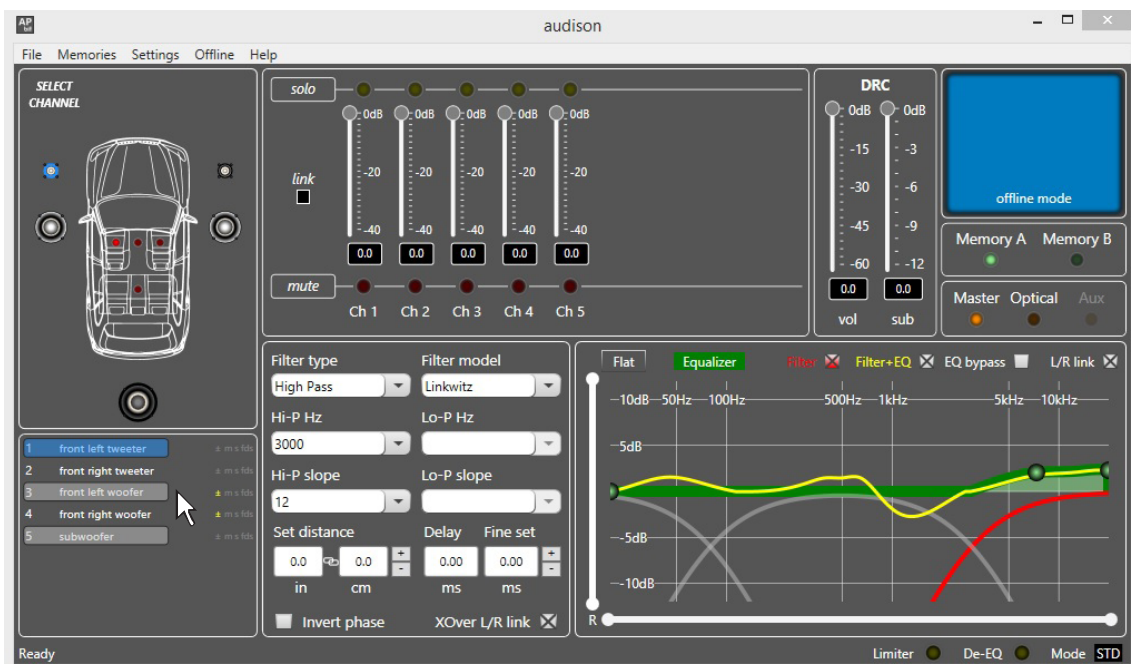 AP
bit
audison
File Memories Settings Offline Help
SELECT
CHANNEL
solo
0dB 0dB 0dB 0dB 0dB
-20 -20 -20 -20 -20
link
-40 -40 -40 -40 -40
0.0 0.0 0.0 0.0 0.0
mute
Ch 1 Ch 2 Ch 3 Ch 4 Ch 5
DRC
0dB 0dB
-15 -3
-30 -6
-45 -9
-60 -12
0.0 0.0
vol sub
offline mode
Memory A Memory B
Master Optical Aux
1 front left tweeter ± m s fds
2 front right tweeter ± m s fds
3 front left woofer ± m s fds
4 front right woofer ± m s fds
5 subwoofer ± m s fds
Filter type Filter model
High Pass Linkwitz
Hi-P Hz Lo-P Hz
3000
Hi-P slope Lo-P slope
12
Set distance Delay Fine set
0.0 0.0 + - 0.00 0.00 + -
in cm ms ms
Invert phase XOver L/R link
Flat Equalizer Filter Filter+EQ EQ bypass L/R link
10dB 50Hz 100Hz 500Hz 1kHz 5kHz 10kHz
5dB
-5dB
-10dB
R
Ready Limiter De-EQ Mode STD